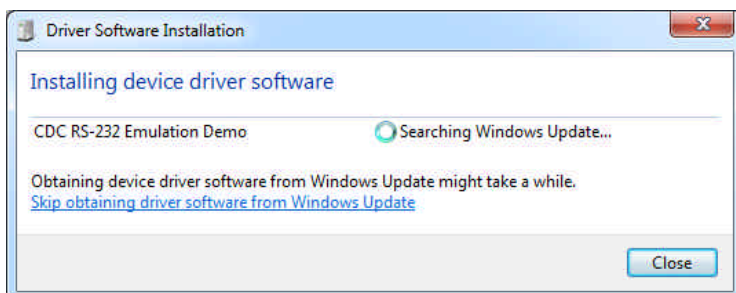 Driver Software Installation
Installing device driver software
CDC RS-232 Emulation Demo Searching Windows Update...
Obtaining device driver software from Windows Update might take a while.
Skip obtaining driver software from Windows Update
Close